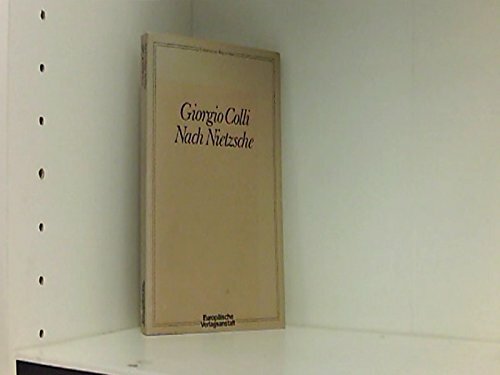 Giorgio Colli
Nach Nietzsche
Europäische
Verlagsanstalt